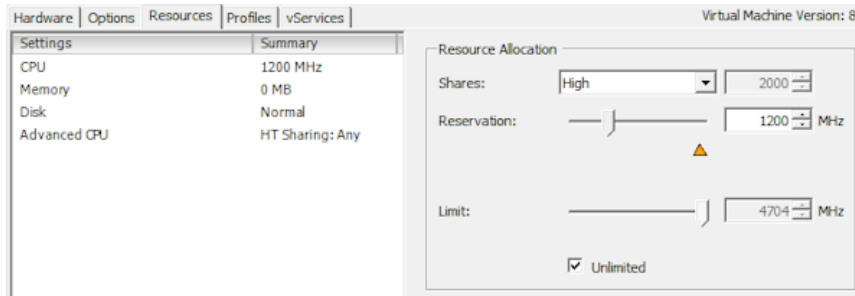 Hardware Options Resources Profiles vServices Virtual Machine Version: 8
Settings Summary
CPU 1200 MHz
Memory 0 MB
Disk Normal
Advanced CPU HT Sharing: Any
Resource Allocation
Shares: High 2000
Reservation: 1200 MHz
Limit: 4704 MHz
Unlimited